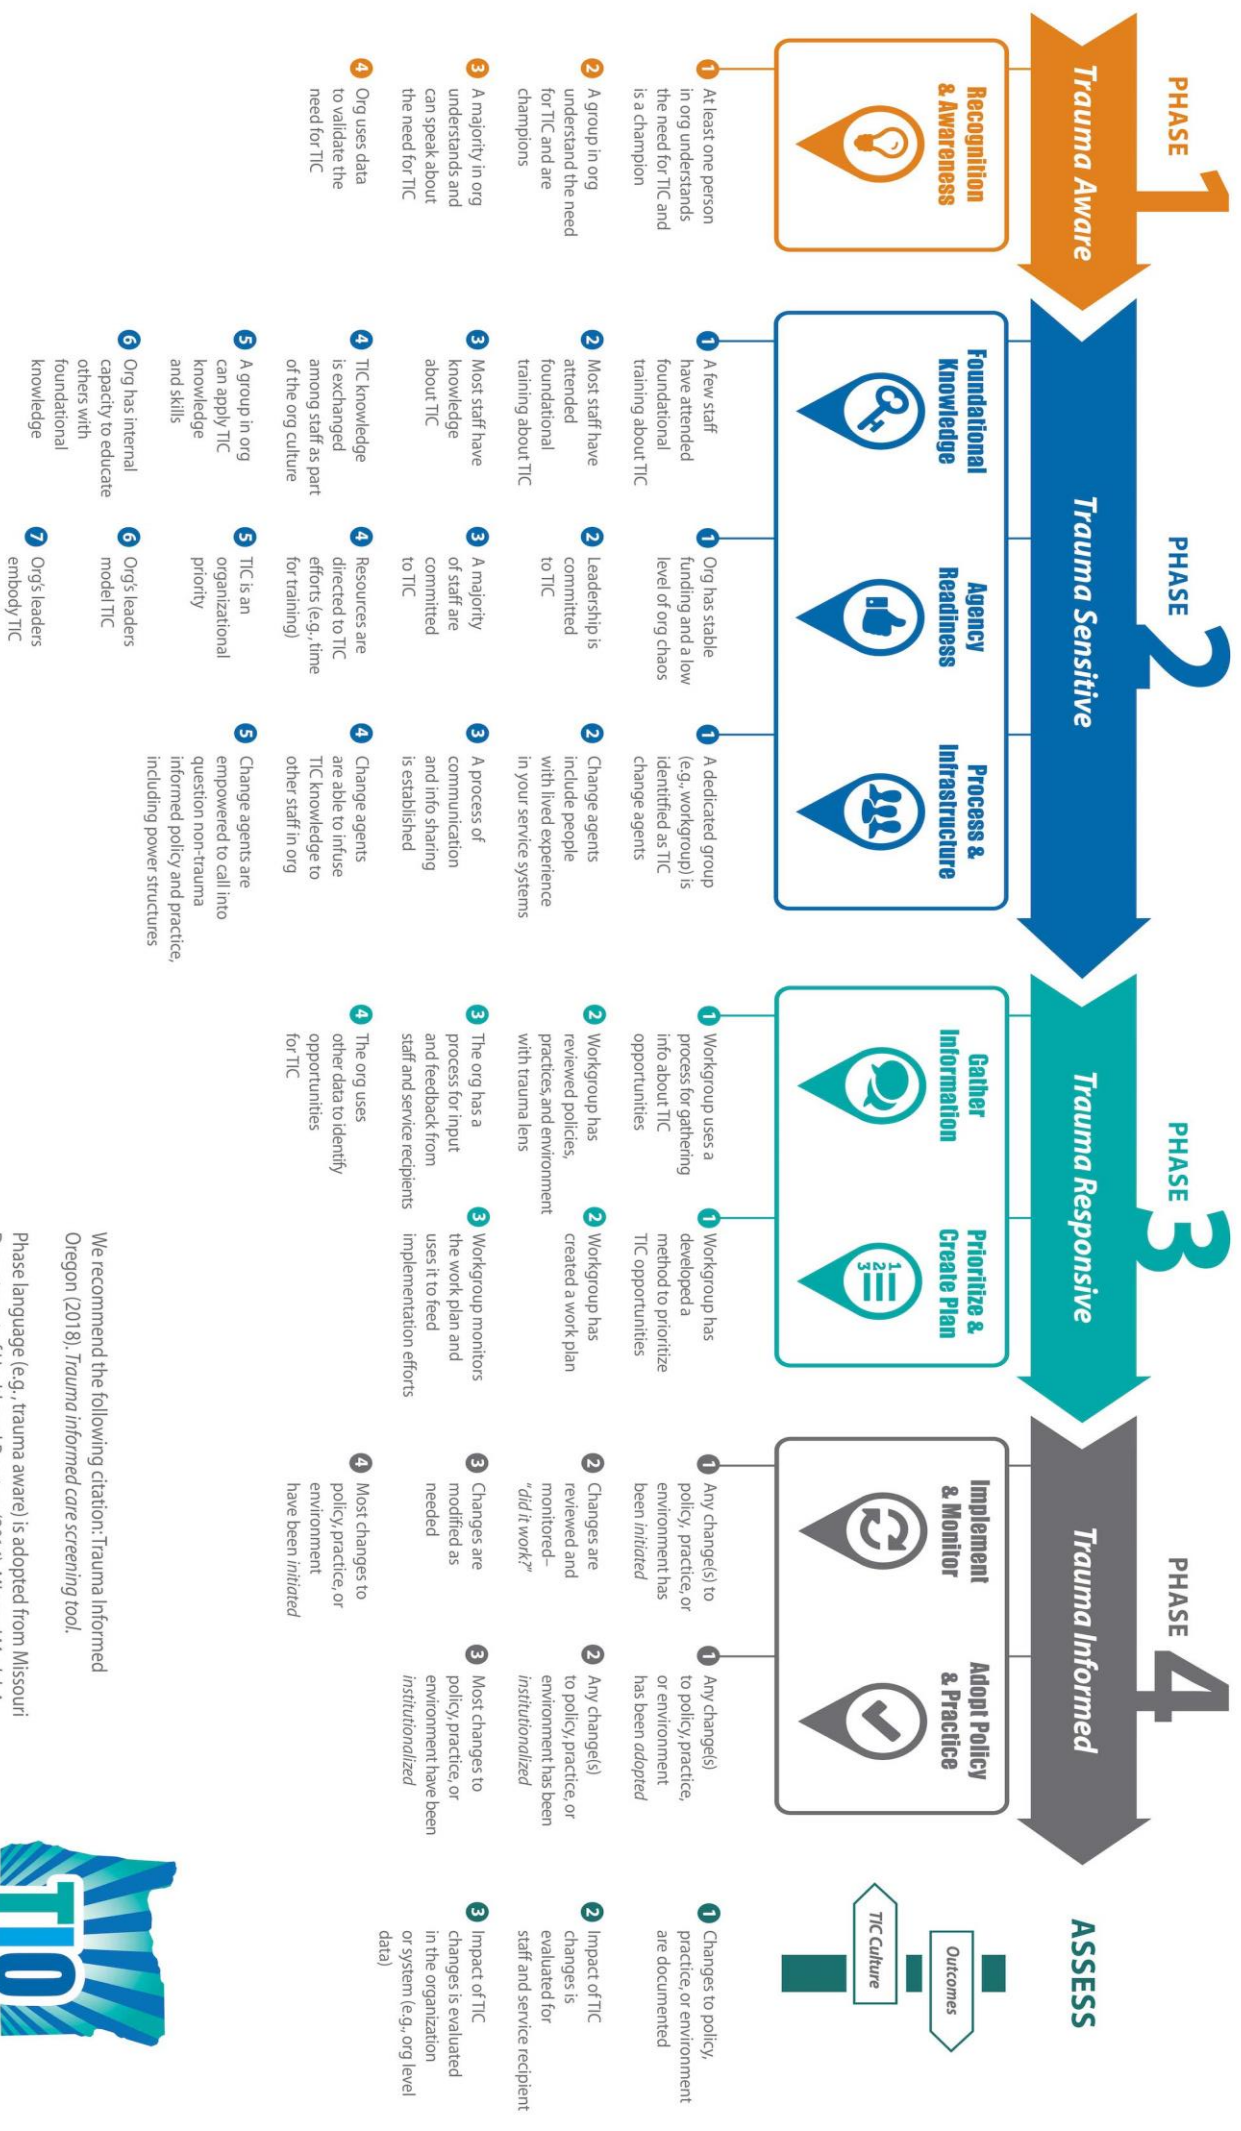 PHASE 1
Trauma Aware
Recognition
& Awareness
1 At least one person
in org understands
the need for TIC and
is a champion
2 A group in org
understand the need
for TIC and are
champions
3 A majority in org
understands and
can speak about
the need for TIC
4 Org uses data
to validate the
need for TIC
PHASE 2
Trauma Sensitive
Foundational
Knowledge
1 A few staff
have attended
foundational
training about TIC
2 Most staff have
attended
foundational
training about TIC
3 Most staff have
knowledge
about TIC
4 TIC knowledge
is exchanged
among staff as part
of the org culture
5 A group in org
can apply TIC
knowledge
and skills
6 Org has internal
capacity to educate
others with
foundational
knowledge
Agency
Readiness
1 Org has stable
funding and a low
level of org chaos
2 Leadership is
committed
to TIC
3 A majority
of staff are
committed
to TIC
4 Resources are
directed to TIC
efforts (e.g., time
for training)
5 TIC is an
organizational
priority
6 Org's leaders
model TIC
7 Org's leaders
embody TIC
Process &
Infrastructure
1 A dedicated group
(e.g., workgroup) is
identitfied as TIC
change agents
2 Change agents
include people
with lived experience
in your service systems
3 A process of
communication
and info sharing
is established
4 Change agents
are able to infuse
TIC knowledge to
other staff in org
5 Change agents are
empowered to call into
question non-trauma
informed policy and practice,
including power structures
PHASE 3
Trauma Responsive
Gather
Information
1 Workgroup uses a
process for gathering
info about TIC
opportunities
2 Workgroup has
reviewed policies,
practices, and environment
with trauma lens
3 The org has a
process for input
and feedback from
staff and service recipients
4 The org uses
other data to identify
opportunities
for TIC
Prioritize &
Create Plan
1
2
3
1 Workgroup has
developed a
method to prioritize
TIC opportunities
2 Workgroup has
created a work plan
3 Workgroup monitors
the work plan and
uses it to feed
implementation efforts
PHASE 4
Trauma Informed
Implement
& Monitor
1 Any change(s) to
policy, practice, or
environment has
been initiated
2 Changes are
reviewed and
monitored–
"did it work?"
3 Changes are
modified as
needed
4 Most changes to
policy, practice, or
environment
have been initiated
Adopt Policy
& Practice
1 Any change(s)
to policy, practice,
or environment
has been adopted
2 Any change(s)
to policy, practice, or
environment has been
institutionalized
3 Most changes to
policy, practice, or
environment have been
institutionalized
ASSESS
Outcomes
TIC Culture
1 Changes to policy,
practice, or environment
are documented
2 Impact of TIC
changes is
evaluated for
staff and service recipient
3 Impact of TIC
changes is evaluated
in the organization
or system (e.g., org level
data)
We recommend the following citation: Trauma Informed
Oregon (2018). Trauma informed care screening tool.
Phase language (e.g., trauma aware) is adopted from Missouri
TIO